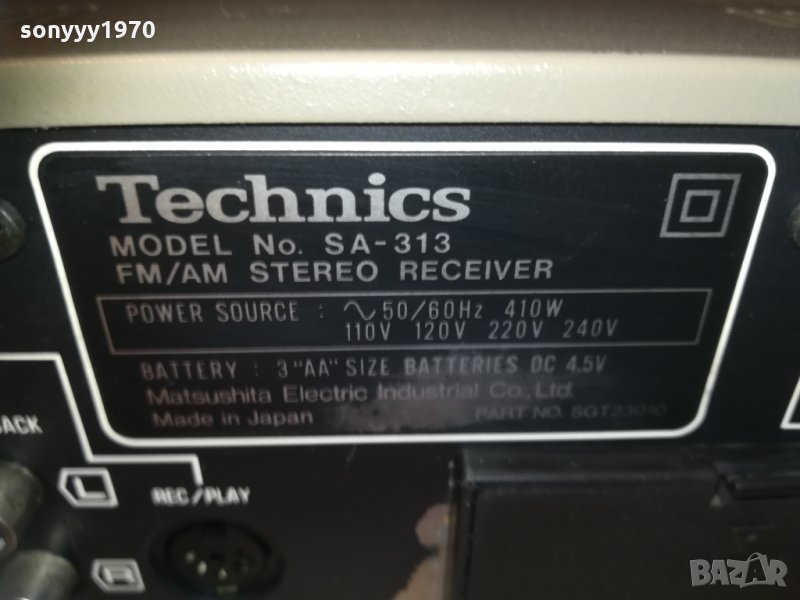 sonyyy1970
Technics
MODEL No. SA-313
FM/AM STEREO RECEIVER
POWER SOURCE : ∿50/60Hz 410W
110V 120V 220V 240V
BATTERY : 3"AA" SIZE BATTERIES DC 4.5V
Matsushita Electric Industrial Co., Ltd.
Made in Japan PART NO.
L
REC/PLAY
R
BAZAR